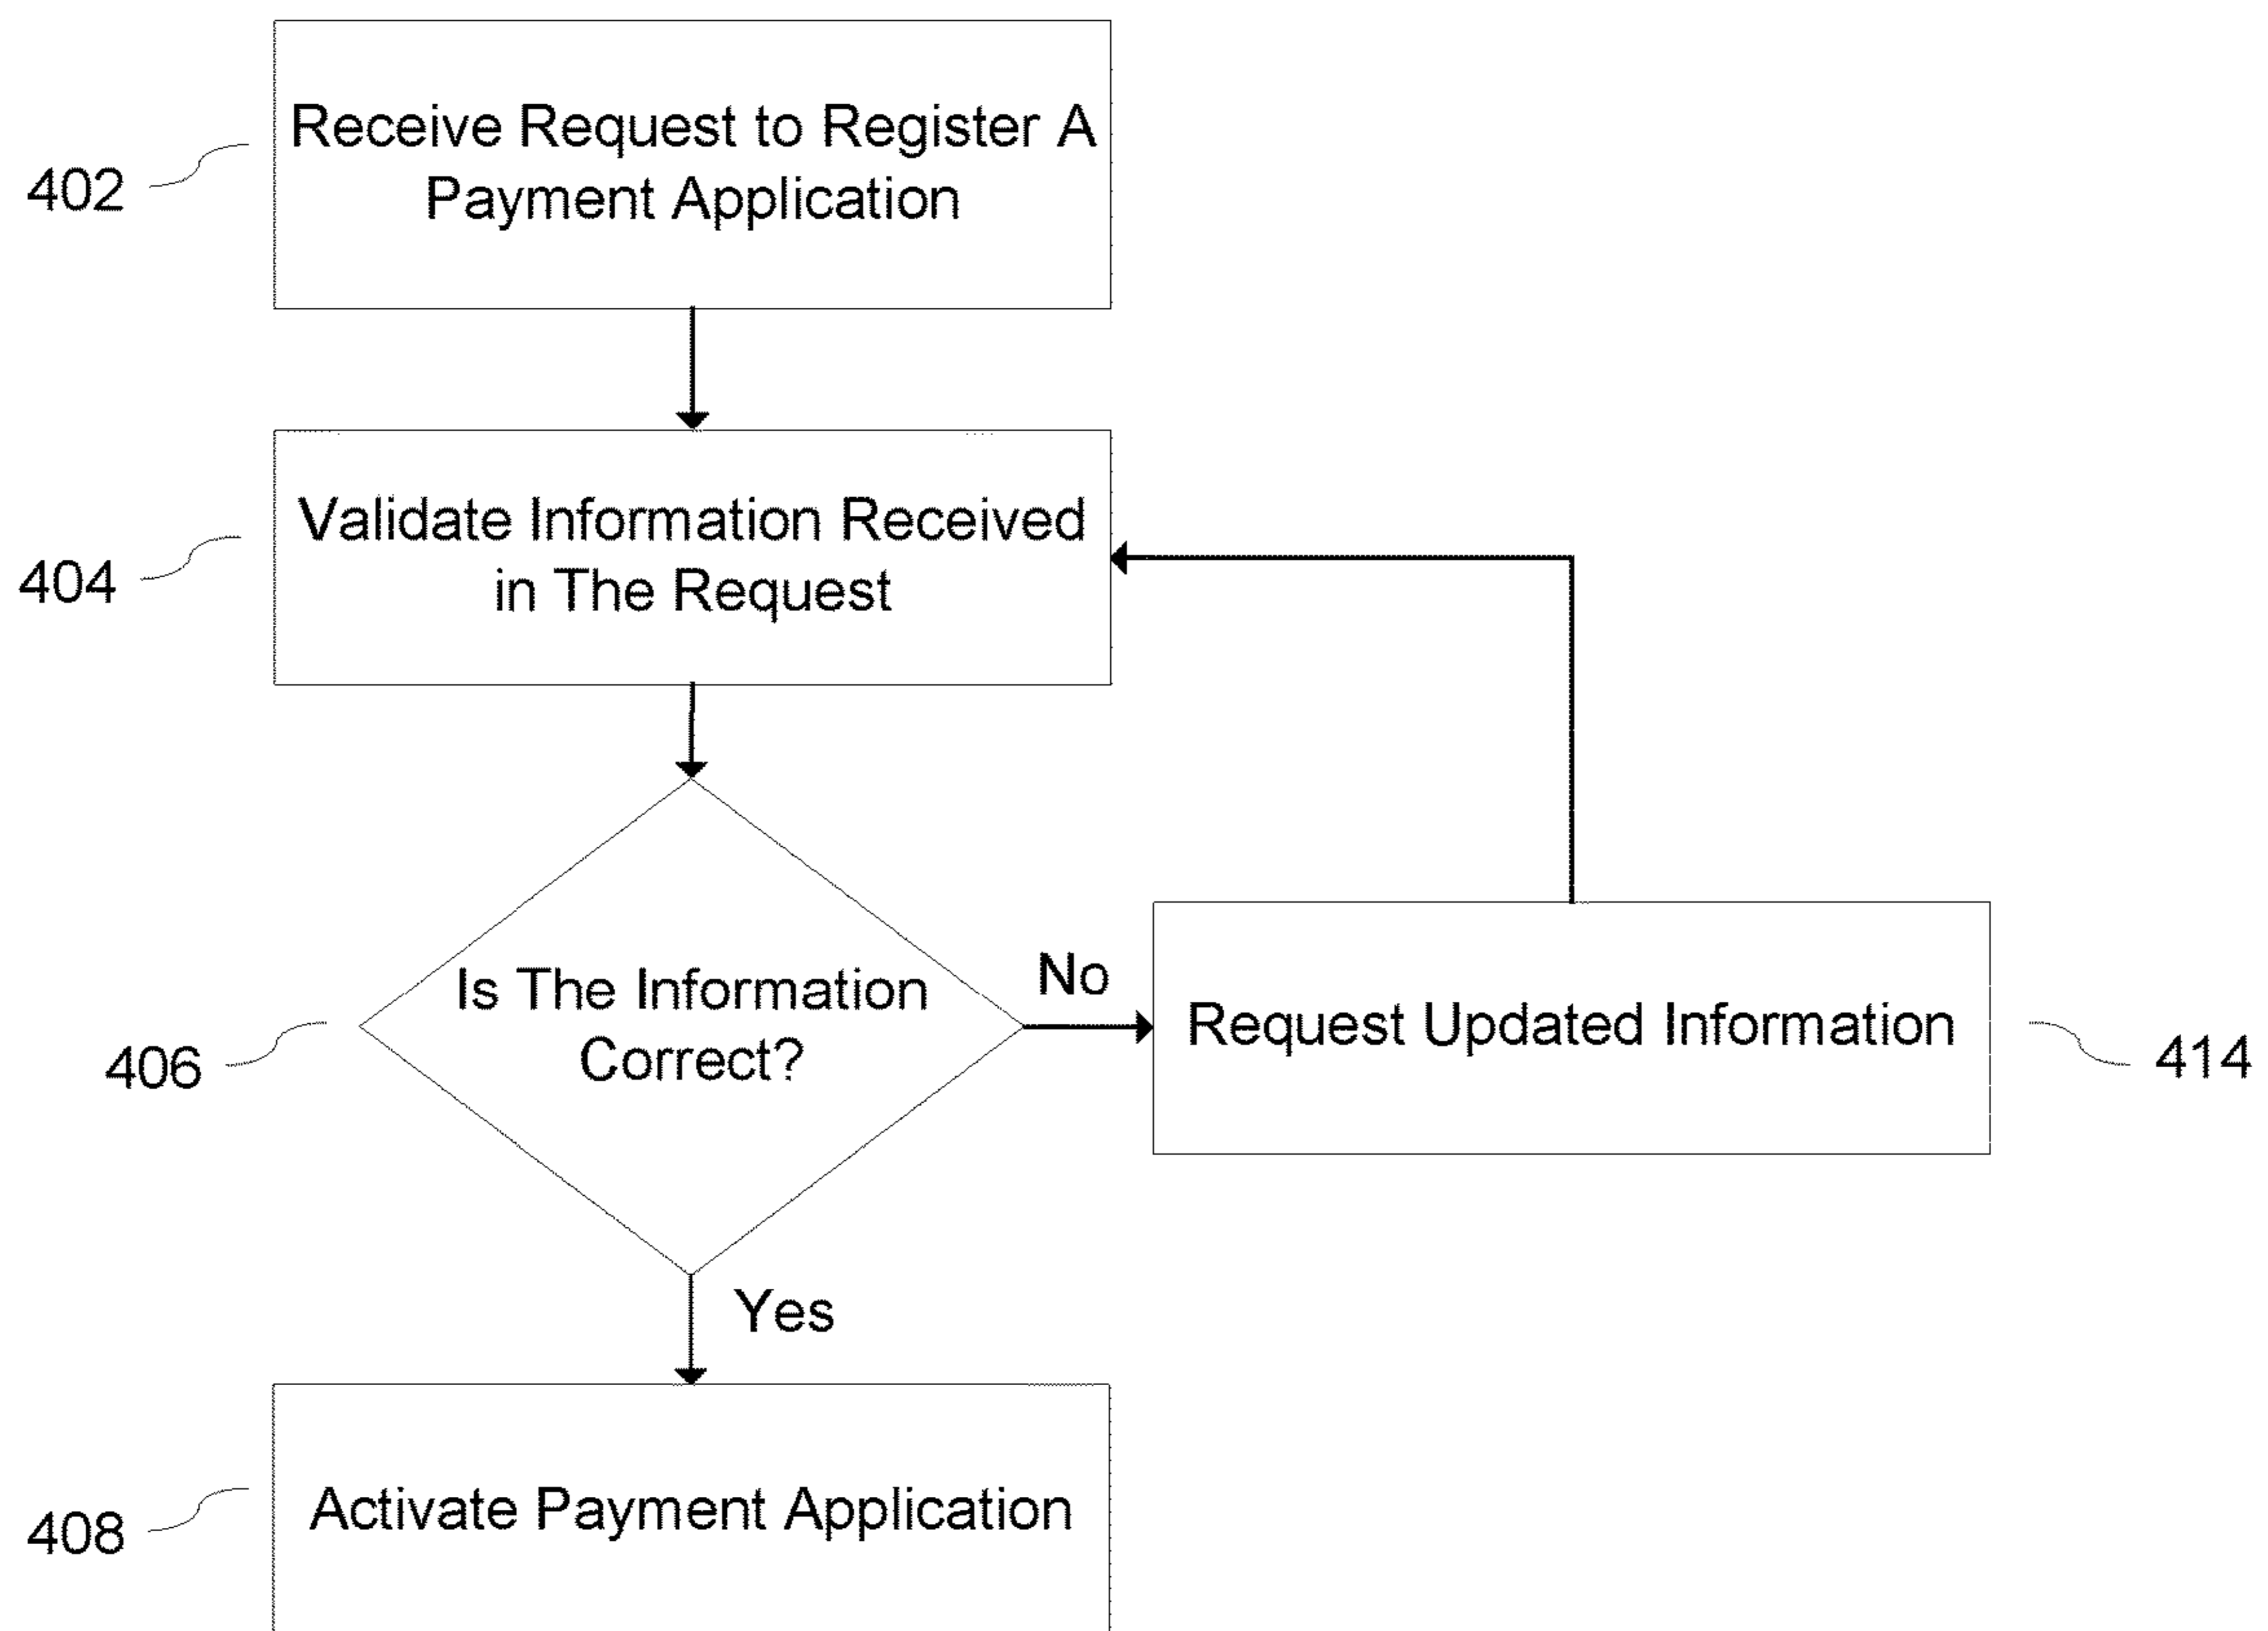 402
Receive Request to Register A
Payment Application
404
Validate Information Received
in The Request
406
Is The Information
Correct?
No
Request Updated Information
414
Yes
408
Activate Payment Application